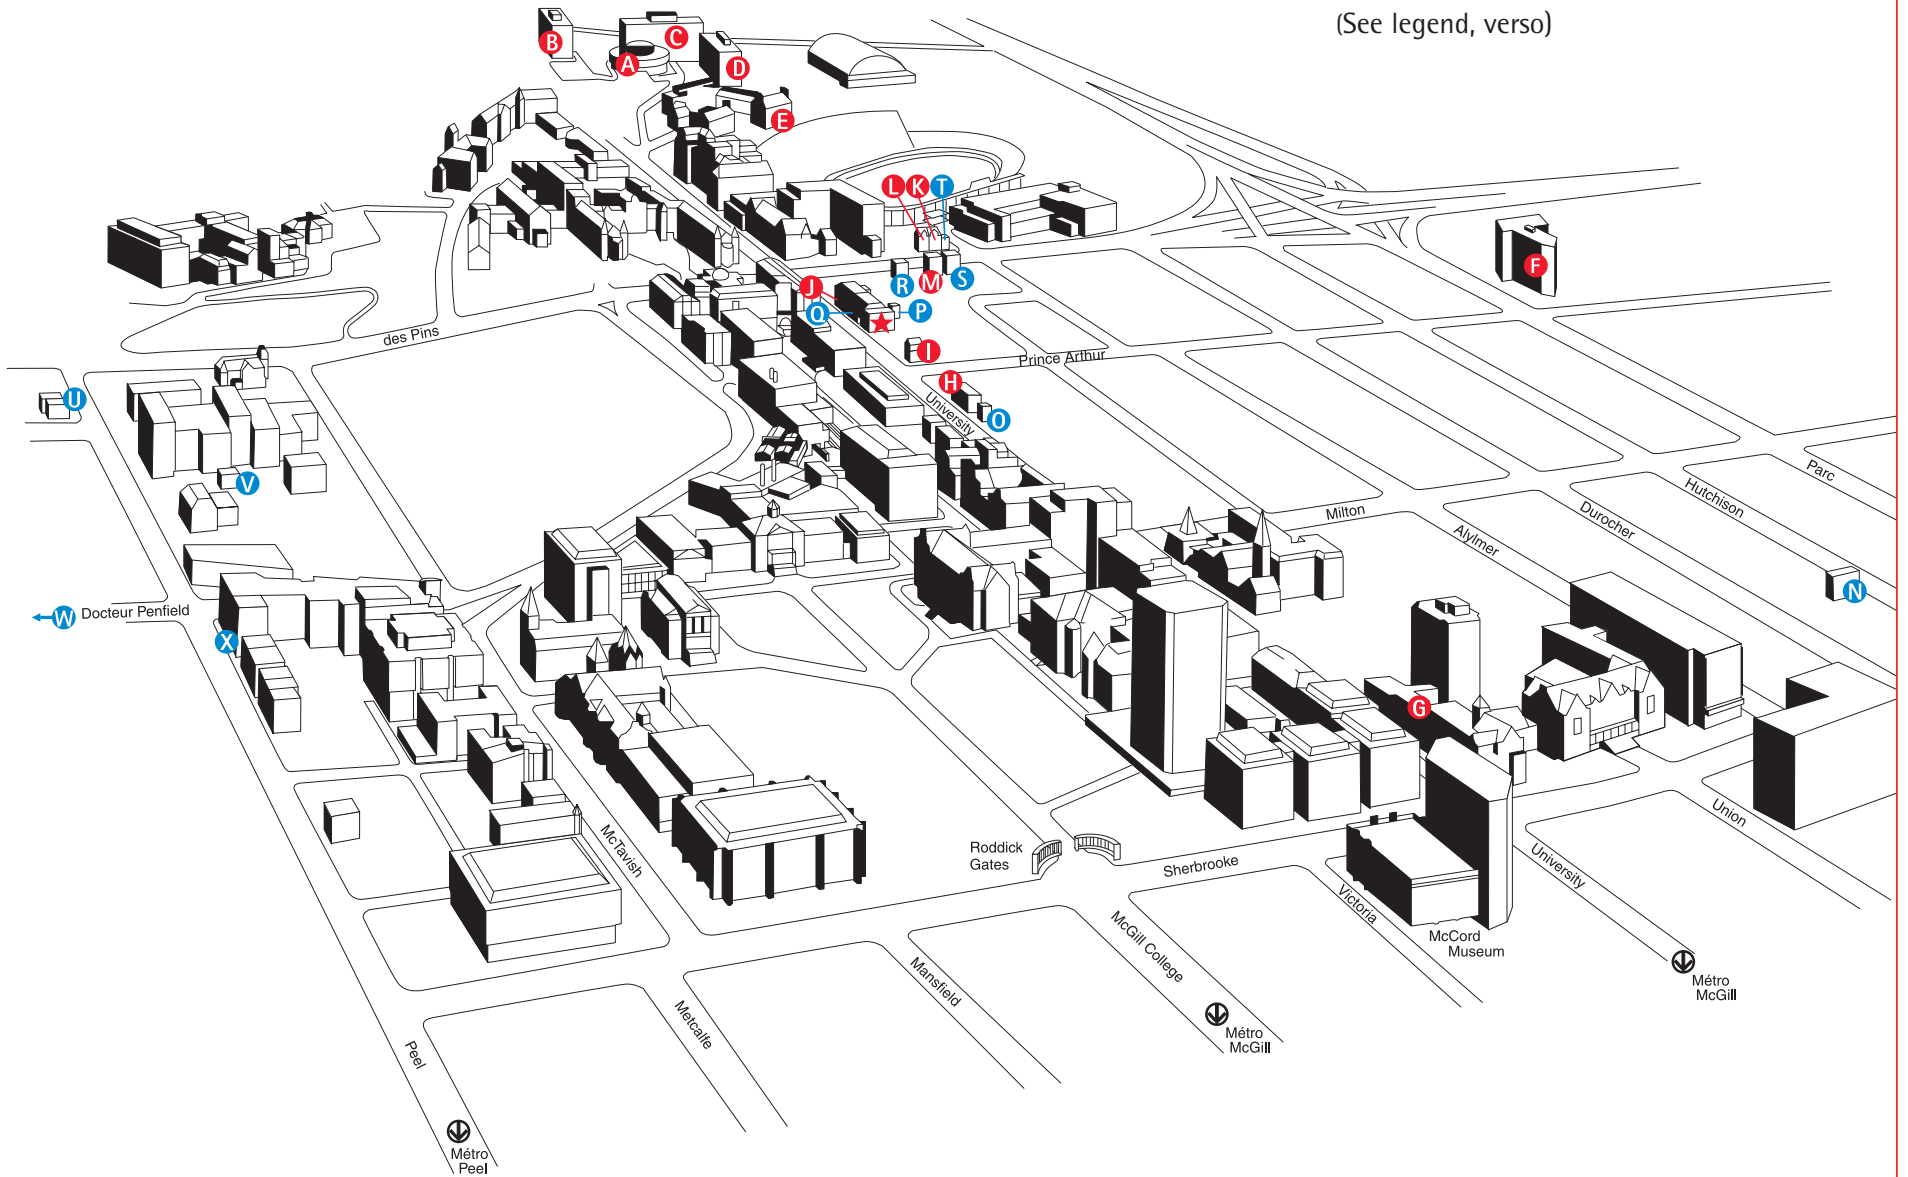 (See legend, verso)
B
C
A
D
E
L
K
T
F
J
R
M
S
Q
P
des Pins
I
Prince Arthur
H
U
University
O
V
Parc
Hutchison
Milton
Durocher
Alylmer
N
W
Docteur Penfield
X
G
Union
McTavish
Roddick
Gates
Sherbrooke
University
Victoria
McGill College
McCord
Museum
Mansfield
Métro
McGill
Metcalfe
Métro
McGill
Peel
Métro
Peel